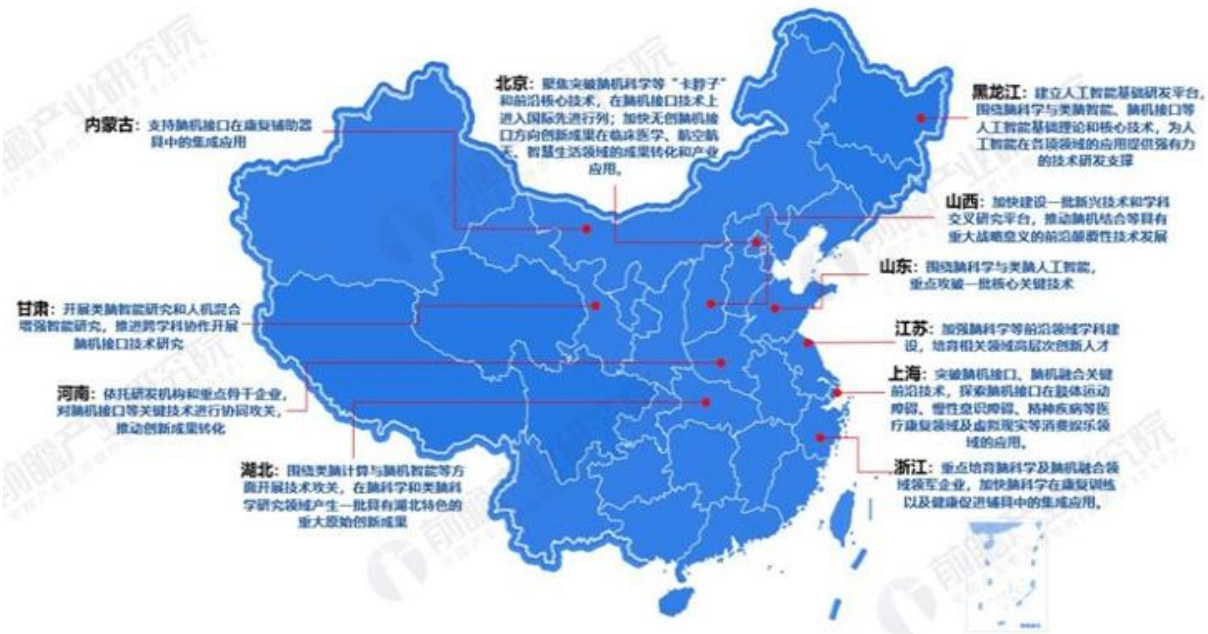 北京：聚焦突破脑机科学等“卡脖子”
和前沿核心技术，在脑机接口技术上
进入国际先进行列；加快无创脑机接
口方向创新成果在临床医学、航空航
天、智慧生活领域的成果转化和产业
应用。
内蒙古：支持脑机接口在康复辅助器
具中的集成应用
甘肃：开展类脑智能研究和人机混合
增强智能研究，推进跨学科协作开展
脑机接口技术研究
河南：依托研发机构和重点骨干企业，
对脑机接口等关键技术进行协同攻关，
推动创新成果转化
湖北：围绕类脑计算与脑机智能等方
面开展技术攻关，在脑科学和类脑科
学研究领域产生一批具有湖北特色的
重大原始创新成果
黑龙江：建立人工智能基础研发平台，
围绕脑科学与类脑智能、脑机接口等
人工智能基础理论和核心技术，为人
工智能在各项领域的应用提供强有力
的技术研发支撑
山西：加快建设一批新兴技术和学科
交叉研究平台，推动脑机结合等具有
重大战略意义的前沿颠覆性技术发展
山东：围绕脑科学与类脑人工智能，
重点攻破一批核心关键技术
江苏：加强脑科学等前沿领域学科建
设，培育相关领域高层次创新人才
上海：突破脑机接口、脑机融合关键
前沿技术，探索脑机接口在肢体运动
障碍、慢性意识障碍、精神疾病等医
疗康复领域及虚拟现实等消费娱乐领
域的应用。
浙江：重点培育脑科学及脑机融合领
域领军企业，加快脑科学在康复训练
以及健康促进辅具中的集成应用。
前瞻产业研究院